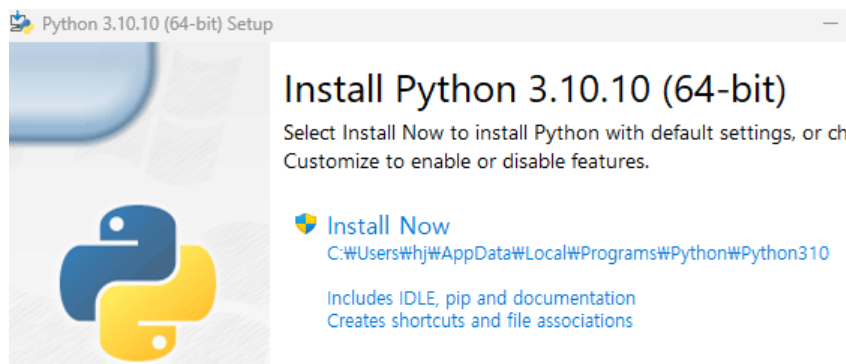 Python 3.10.10 (64-bit) Setup
Install Python 3.10.10 (64-bit)
Select Install Now to install Python with default settings, or
Customize to enable or disable features.
Install Now
C:₩Users₩hj₩AppData₩Local₩Programs₩Python₩Python310
Includes IDLE, pip and documentation
Creates shortcuts and file associations